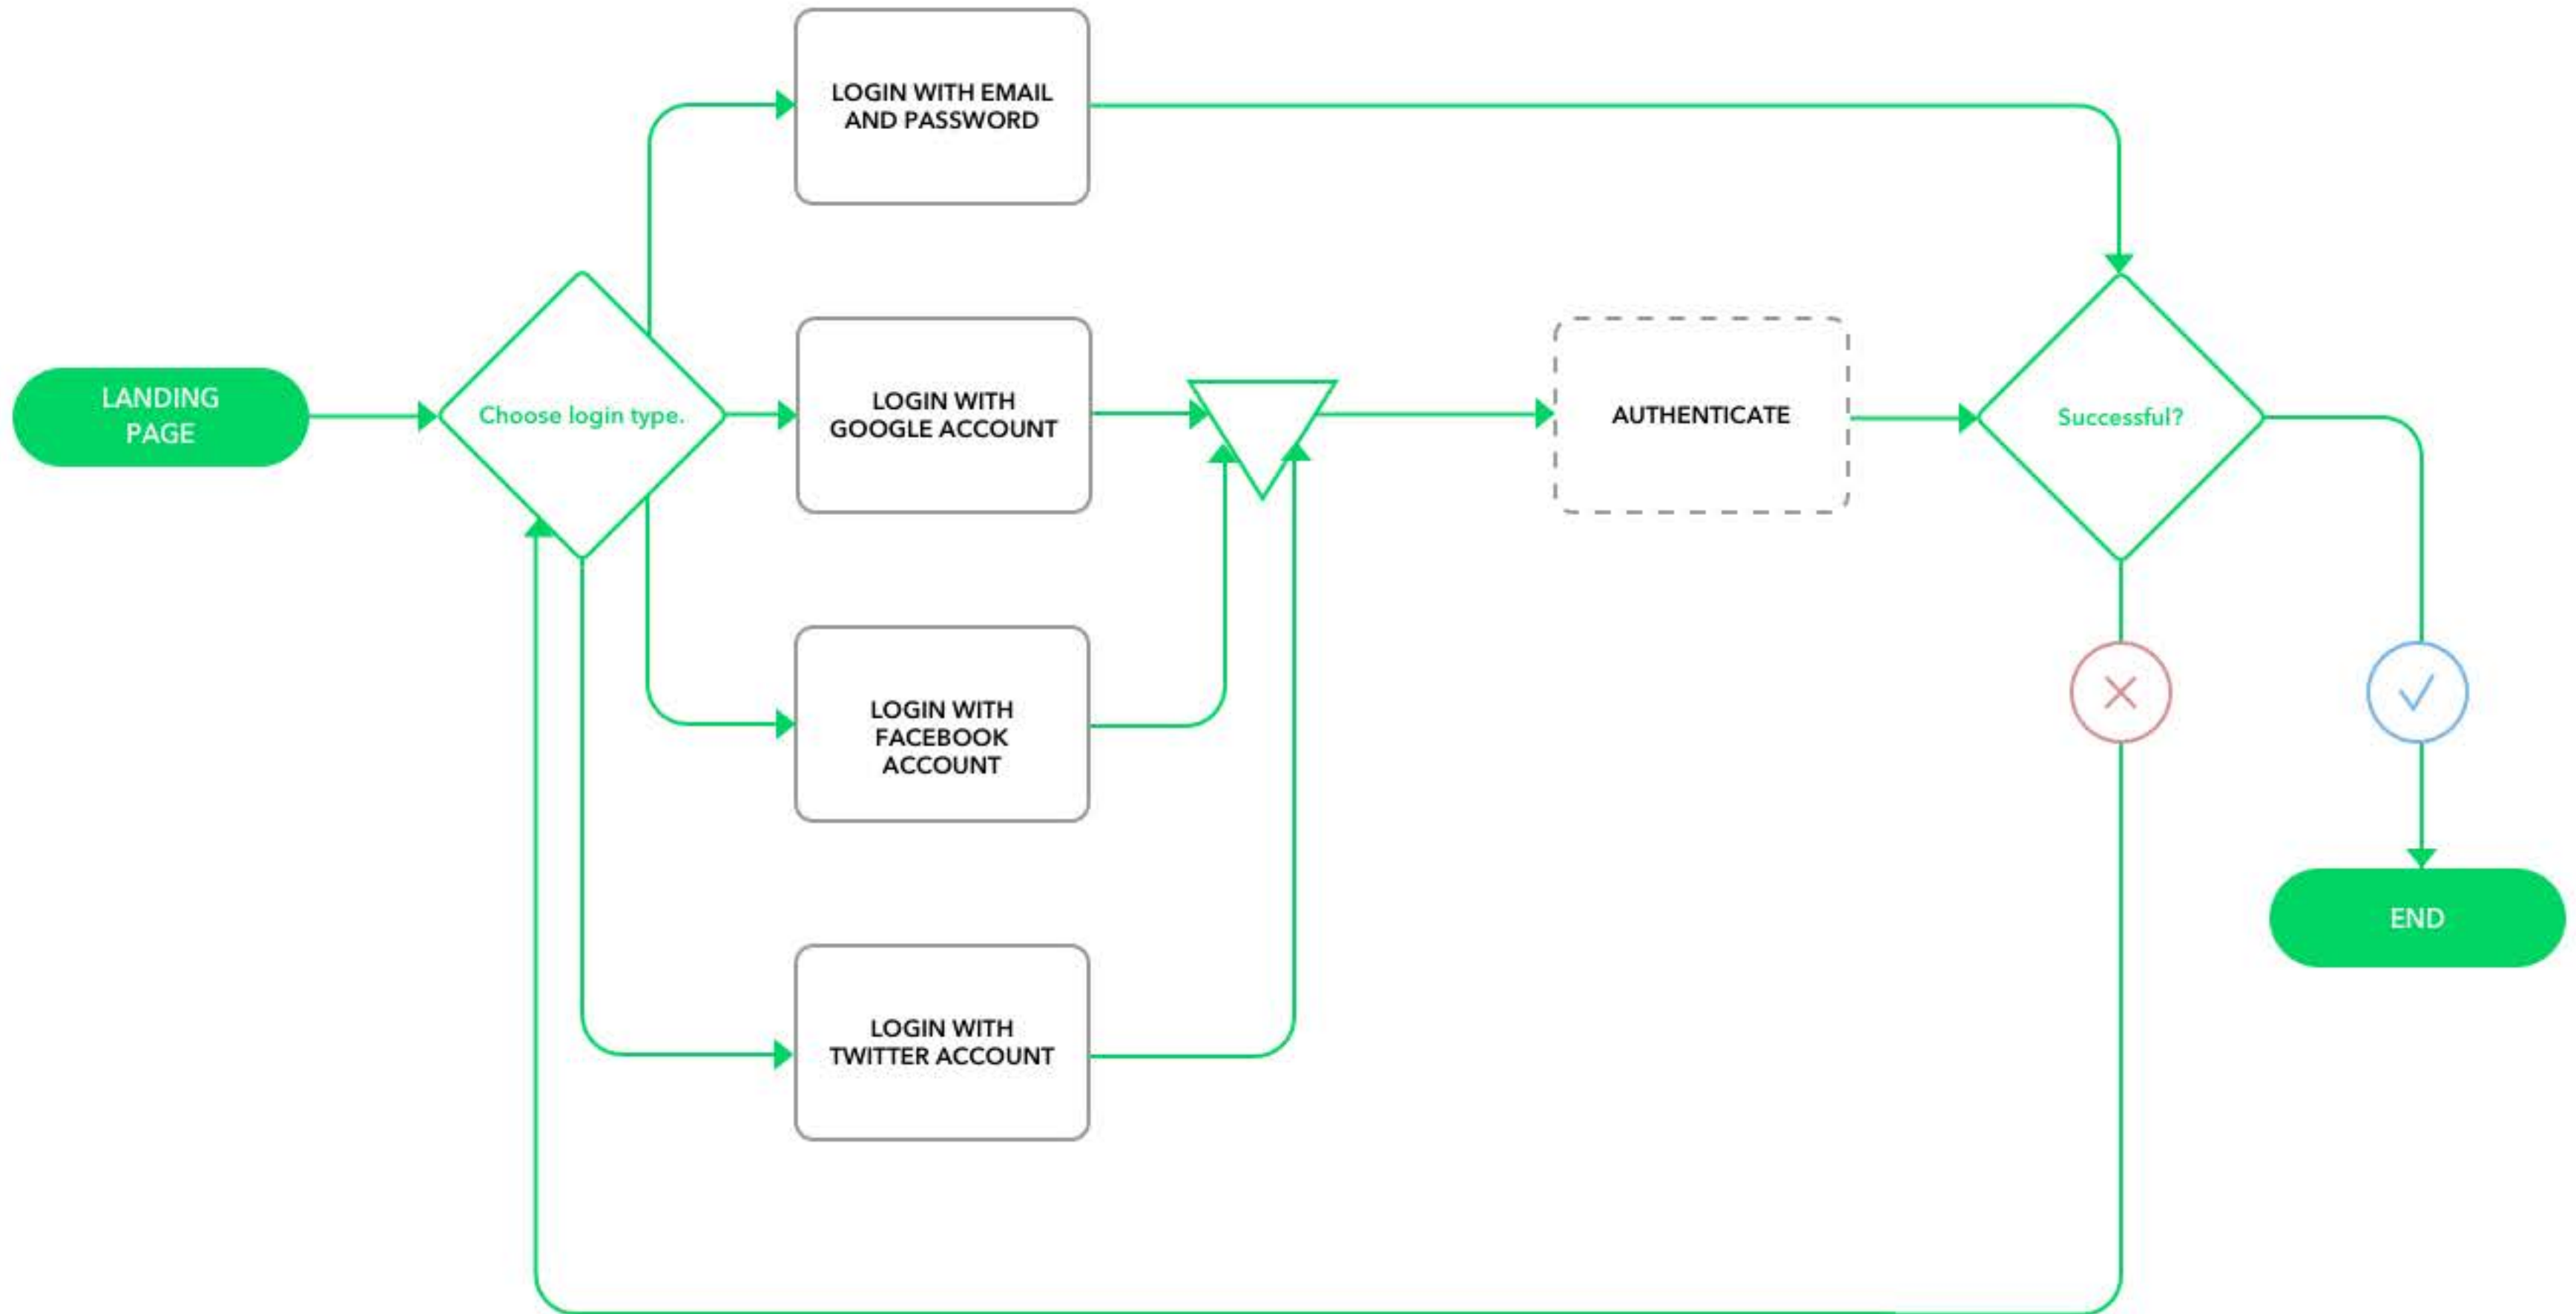 LOGIN WITH EMAIL
AND PASSWORD
LANDING
PAGE
Choose login type.
LOGIN WITH
GOOGLE ACCOUNT
AUTHENTICATE
Successful?
LOGIN WITH
FACEBOOK
ACCOUNT
END
LOGIN WITH
TWITTER ACCOUNT